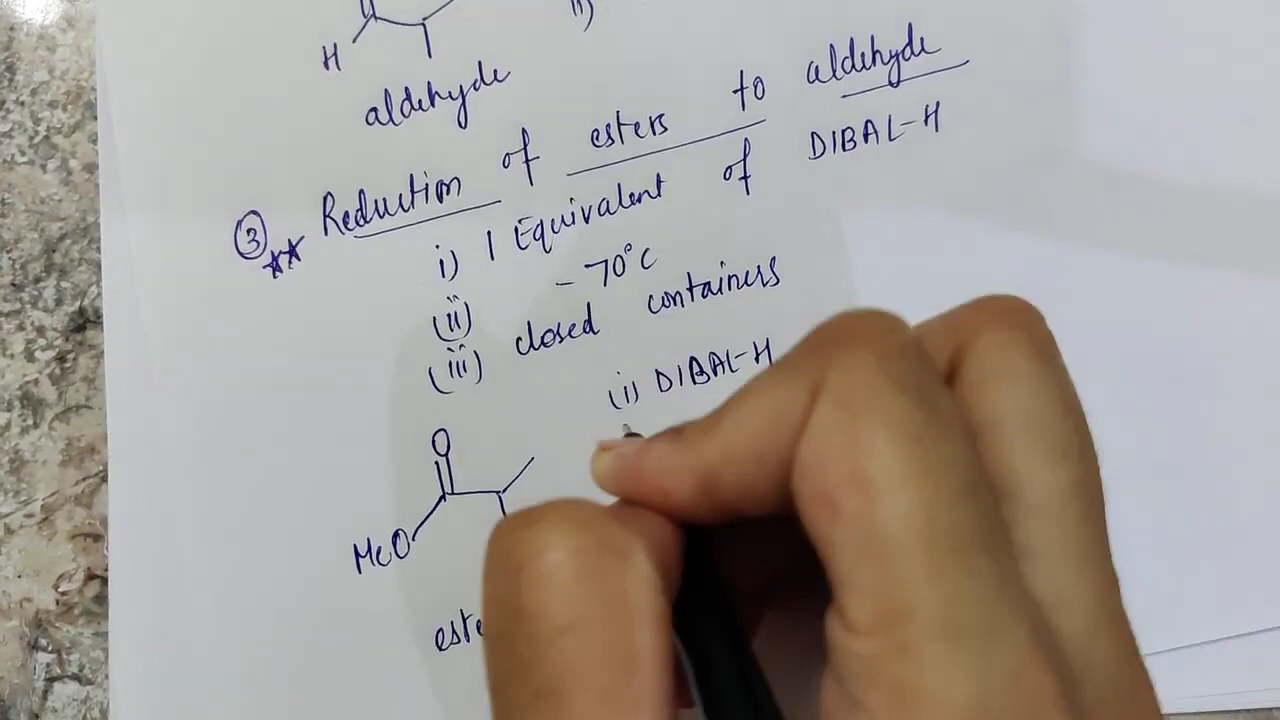 H
ii)
aldehyde
③ ** Reduction of esters to aldehyde
i) 1 Equivalent of DIBAL-H
(ii) - 70°C
(iii) closed containers
(i) DIBAL-H
O
MeO
este